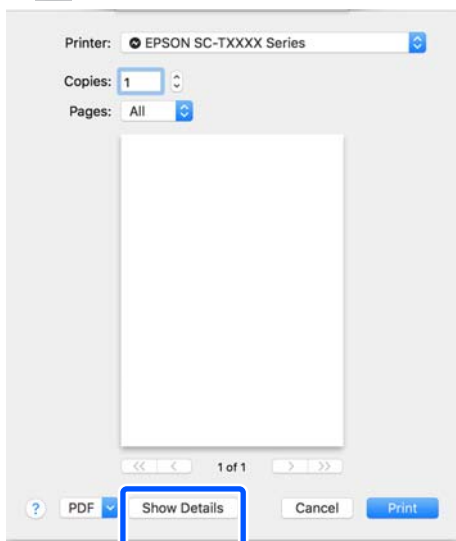 Printer: EPSON SC-TXXXX Series
Copies: 1
Pages: All
<< < 1 of 1 > >>
? PDF Show Details Cancel Print